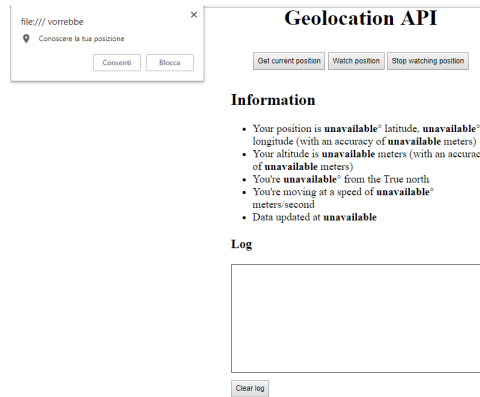 file:/// vorrebbe
Conoscere la tua posizione
Consenti Blocca
Geolocation API
Get current position Watch position Stop watching position
Information
Your position is unavailable° latitude, unavailable°
longitude (with an accuracy of unavailable meters)
Your altitude is unavailable meters (with an accurac
of unavailable meters)
You're unavailable° from the True north
You're moving at a speed of unavailable°
meters/second
Data updated at unavailable
Log
Clear log